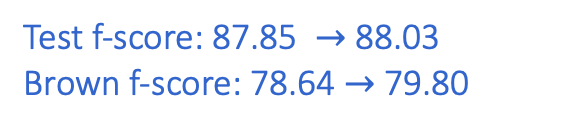 Test f-score: 87.85 → 88.03
Brown f-score: 78.64 → 79.80